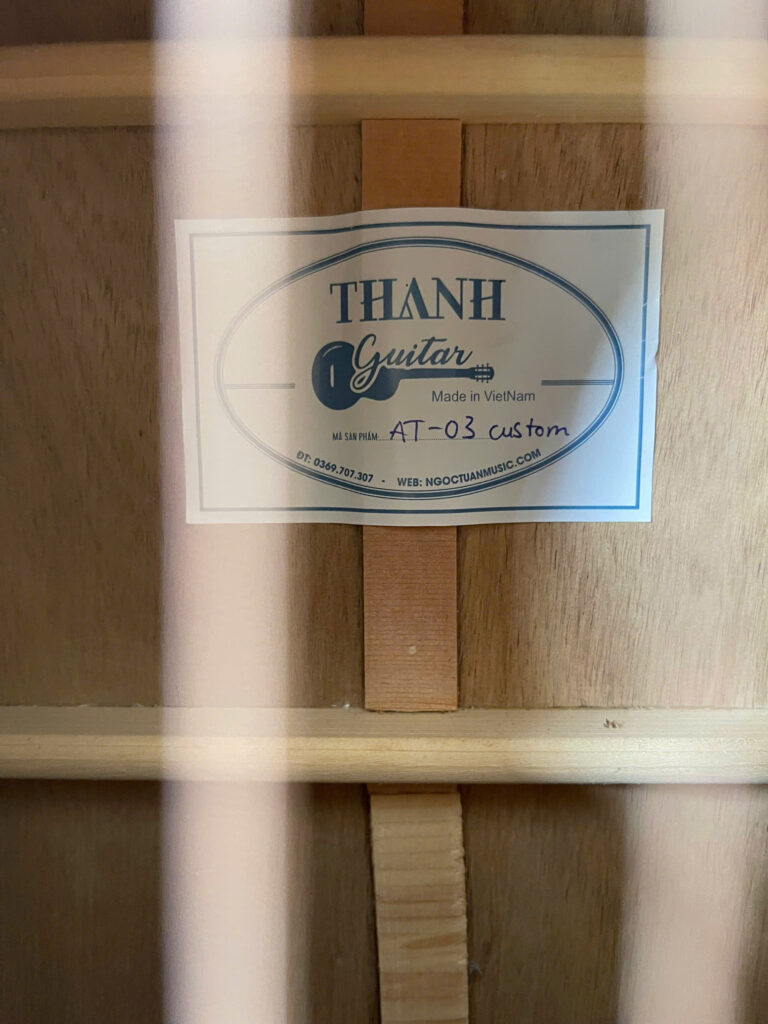 THANH
Guitar
Made in VietNam
MÃ SẢN PHẨM: AT-03 custom
ĐT: 0369.707.307 - WEB: NGOCTUANMUSIC.COM